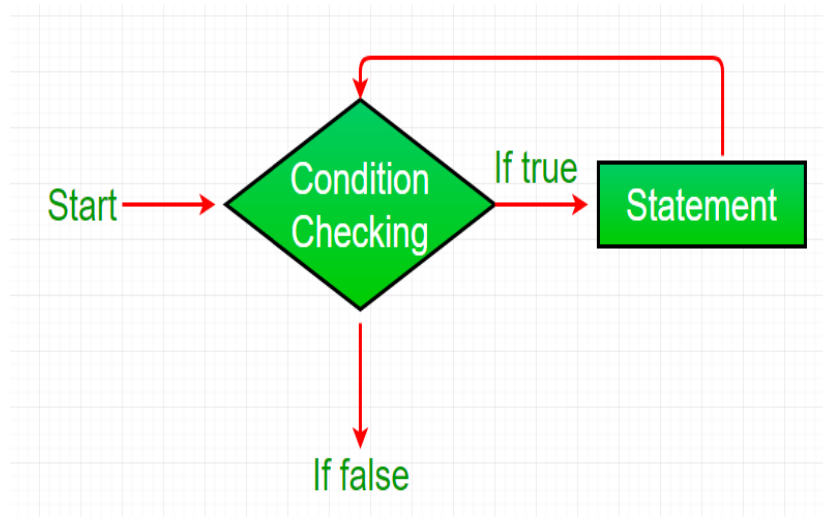 Start
Condition
Checking
If true
Statement
If false